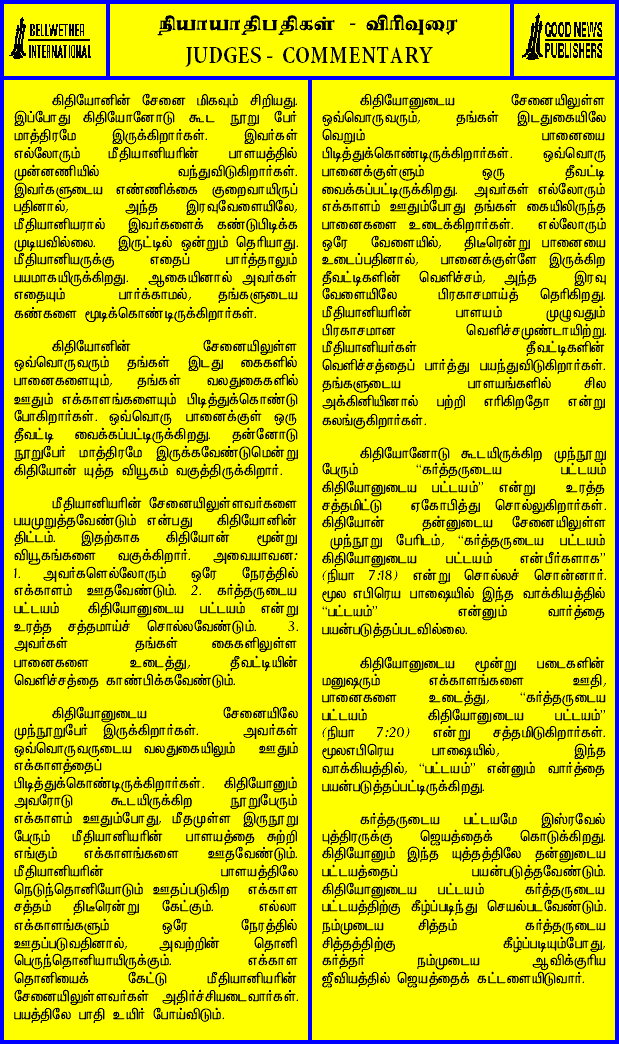 BELLWETHER
INTERNATIONAL
நியாயாதிபதிகள் - விரிவுரை
JUDGES - COMMENTARY
GOOD NEWS
PUBLISHERS
கிதியோனின் சேனை மிகவும் சிறியது.
இப்போது கிதியோனோடு கூட நூறு பேர்
மாத்திரமே இருக்கிறார்கள். இவர்கள்
எல்லோரும் மீதியானியரின் பாளயத்தில்
முன்னணியில் வந்துவிடுகிறார்கள்.
இவர்களுடைய எண்ணிக்கை குறைவாயிருப்
பதினால், அந்த இரவுவேளையிலே,
மீதியானியரால் இவர்களைக் கண்டுபிடிக்க
முடியவில்லை. இருட்டில் ஒன்றும் தெரியாது.
மீதியானியருக்கு எதைப் பார்த்தாலும்
பயமாகயிருக்கிறது. ஆகையினால் அவர்கள்
எதையும் பார்க்காமல், தங்களுடைய
கண்களை மூடிக்கொண்டிருக்கிறார்கள்.
கிதியோனின் சேனையிலுள்ள
ஒவ்வொருவரும் தங்கள் இடது கைகளில்
பானைகளையும், தங்கள் வலதுகைகளில்
ஊதும் எக்காளங்களையும் பிடித்துக்கொண்டு
போகிறார்கள். ஒவ்வொரு பானைக்குள் ஒரு
தீவட்டி வைக்கப்பட்டிருக்கிறது. தன்னோடு
நூறுபேர் மாத்திரமே இருக்கவேண்டுமென்று
கிதியோன் யுத்த வியூகம் வகுத்திருக்கிறார்.
மீதியானியரின் சேனையிலுள்ளவர்களை
பயமுறுத்தவேண்டும் என்பது கிதியோனின்
திட்டம். இதற்காக கிதியோன் மூன்று
வியூகங்களை வகுக்கிறார். அவையாவன:
1. அவர்களெல்லோரும் ஒரே நேரத்தில்
எக்காளம் ஊதவேண்டும். 2. கர்த்தருடைய
பட்டயம் கிதியோனுடைய பட்டயம் என்று
உரத்த சத்தமாய்ச் சொல்லவேண்டும். 3.
அவர்கள் தங்கள் கைகளிலுள்ள
பானைகளை உடைத்து, தீவட்டியின்
வெளிச்சத்தை காண்பிக்கவேண்டும்.
கிதியோனுடைய சேனையிலே
முந்நூறுபேர் இருக்கிறார்கள். அவர்கள்
ஒவ்வொருவருடைய வலதுகையிலும் ஊதும்
எக்காளத்தைப்
பிடித்துக்கொண்டிருக்கிறார்கள். கிதியோனும்
அவரோடு கூடயிருக்கிற நூறுபேரும்
எக்காளம் ஊதும்போது, மீதமுள்ள இருநூறு
பேரும் மீதியானியரின் பாளயத்தை சுற்றி
எங்கும் எக்காளங்களை ஊதவேண்டும்.
மீதியானியரின் பாளயத்திலே
நெடுந்தொனியோடும் ஊதப்படுகிற எக்காள
சத்தம் திடீரென்று கேட்கும். எல்லா
எக்காளங்களும் ஒரே நேரத்தில்
ஊதப்படுவதினால், அவற்றின் தொனி
பெருந்தொனியாயிருக்கும். எக்காள
தொனியைக் கேட்டு மீதியானியரின்
சேனையிலுள்ளவர்கள் அதிர்ச்சியடைவார்கள்.
பயத்திலே பாதி உயிர் போய்விடும்.
கிதியோனுடைய சேனையிலுள்ள
ஒவ்வொருவரும், தங்கள் இடதுகையிலே
வெறும் பானையை
பிடித்துக்கொண்டிருக்கிறார்கள். ஒவ்வொரு
பானைக்குள்ளும் ஒரு தீவட்டி
வைக்கப்பட்டிருக்கிறது. அவர்கள் எல்லோரும்
எக்காளம் ஊதும்போது தங்கள் கையிலிருந்த
பானைகளை உடைக்கிறார்கள். எல்லோரும்
ஒரே வேளையில், திடீரென்று பானையை
உடைப்பதினால், பானைக்குள்ளே இருக்கிற
தீவட்டிகளின் வெளிச்சம், அந்த இரவு
வேளையிலே பிரகாசமாய்த் தெரிகிறது.
மீதியானியரின் பாளயம் முழுவதும்
பிரகாசமான வெளிச்சமுண்டாயிற்று.
மீதியானியர்கள் தீவட்டிகளின்
வெளிச்சத்தைப் பார்த்து பயந்துவிடுகிறார்கள்.
தங்களுடைய பாளயங்களில் சில
அக்கினியினால் பற்றி எரிகிறதோ என்று
கலங்குகிறார்கள்.
கிதியோனோடு கூடயிருக்கிற முந்நூறு
பேரும் “கர்த்தருடைய பட்டயம்
கிதியோனுடைய பட்டயம்” என்று உரத்த
சத்தமிட்டு ஏகோபித்து சொல்லுகிறார்கள்.
கிதியோன் தன்னுடைய சேனையிலுள்ள
முந்நூறு பேரிடம், “கர்த்தருடைய பட்டயம்
கிதியோனுடைய பட்டயம் என்பீர்களாக”
(நியா 7:18) என்று சொல்லச் சொன்னார்.
மூல எபிரெய பாஷையில் இந்த வாக்கியத்தில்
“பட்டயம்” என்னும் வார்த்தை
பயன்படுத்தப்படவில்லை.
கிதியோனுடைய மூன்று படைகளின்
மனுஷரும் எக்காளங்களை ஊதி,
பானைகளை உடைத்து, “கர்த்தருடைய
பட்டயம் கிதியோனுடைய பட்டயம்”
(நியா 7:20) என்று சத்தமிடுகிறார்கள்.
மூலஎபிரெய பாஷையில், இந்த
வாக்கியத்தில், “பட்டயம்” என்னும் வார்த்தை
பயன்படுத்தப்பட்டிருக்கிறது.
கர்த்தருடைய பட்டயமே இஸ்ரவேல்
புத்திரருக்கு ஜெயத்தைக் கொடுக்கிறது.
கிதியோனும் இந்த யுத்தத்திலே தன்னுடைய
பட்டயத்தைப் பயன்படுத்தவேண்டும்.
கிதியோனுடைய பட்டயம் கர்த்தருடைய
பட்டயத்திற்கு கீழ்ப்படிந்து செயல்படவேண்டும்.
நம்முடைய சித்தம் கர்த்தருடைய
சித்தத்திற்கு கீழ்ப்படியும்போது,
கர்த்தர் நம்முடைய ஆவிக்குரிய
ஜீவியத்தில் ஜெயத்தைக் கட்டளையிடுவார்.